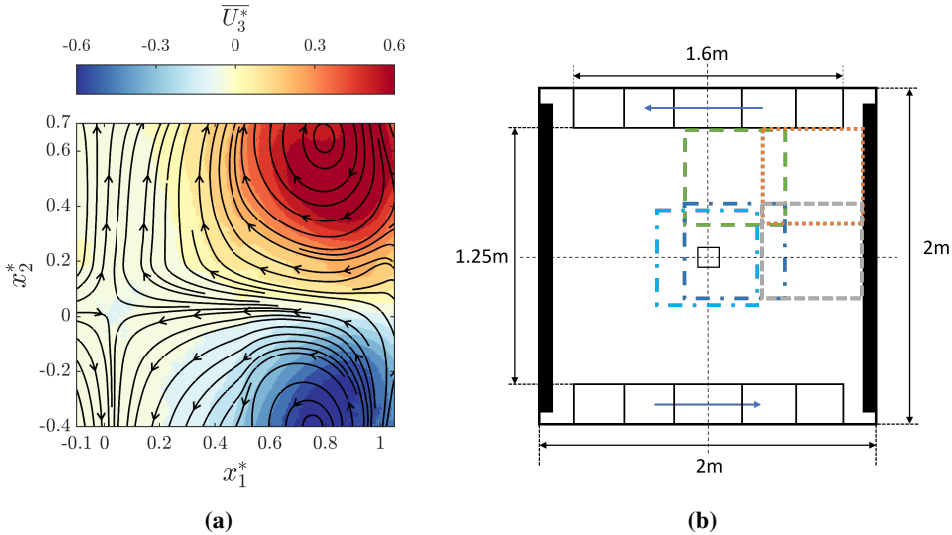 $\overline{U_3^*}$
-0.6 -0.3 0 0.3 0.6
0.7
0.6
0.4
0.2
0
-0.2
-0.4
$x_2^*$
-0.1 0 0.2 0.4 0.6 0.8 1
$x_1^*$
(a)
1.6m
1.25m
2m
2m
(b)